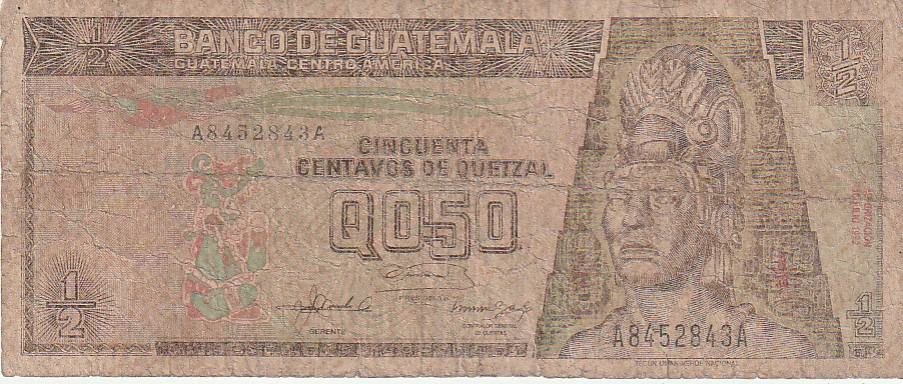 1/2
BANCO DE GUATEMALA
GUATEMALA, CENTRO AMERICA
1/2
A8452843A
CINCUENTA
CENTAVOS DE QUETZAL
Q0.50
1/2
GERENTE
A8452843A
1/2